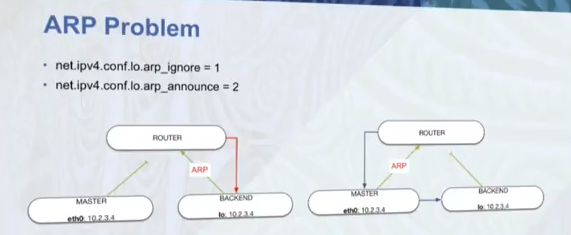 ARP Problem
• net.ipv4.conf.lo.arp_ignore = 1
• net.ipv4.conf.lo.arp_announce = 2
ROUTER
ARP
MASTER
eth0: 10.2.3.4
BACKEND
lo: 10.2.3.4
ROUTER
ARP
MASTER
eth0: 10.2.3.4
BACKEND
lo: 10.2.3.4